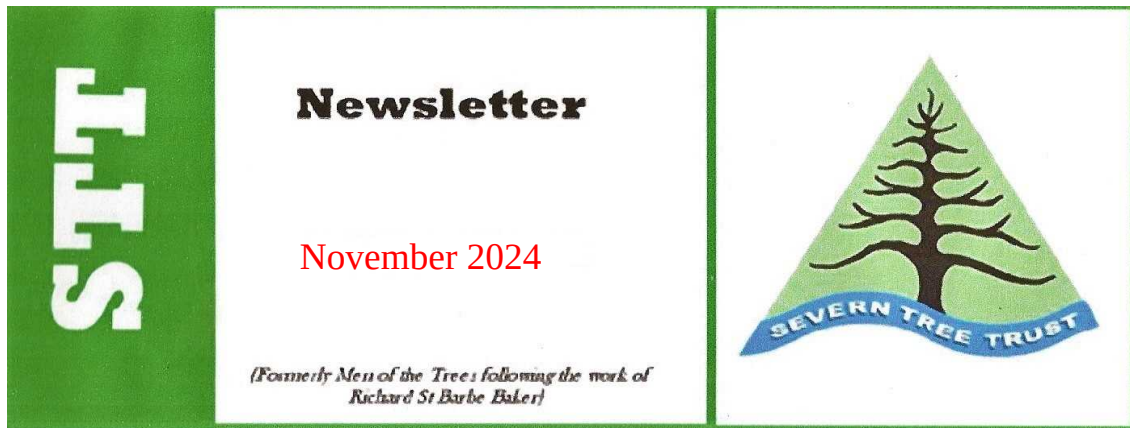 STT
Newsletter
November 2024
(Formerly Men of the Trees following the work of
Richard St Barbe Baker)
SEVERN TREE TRUST